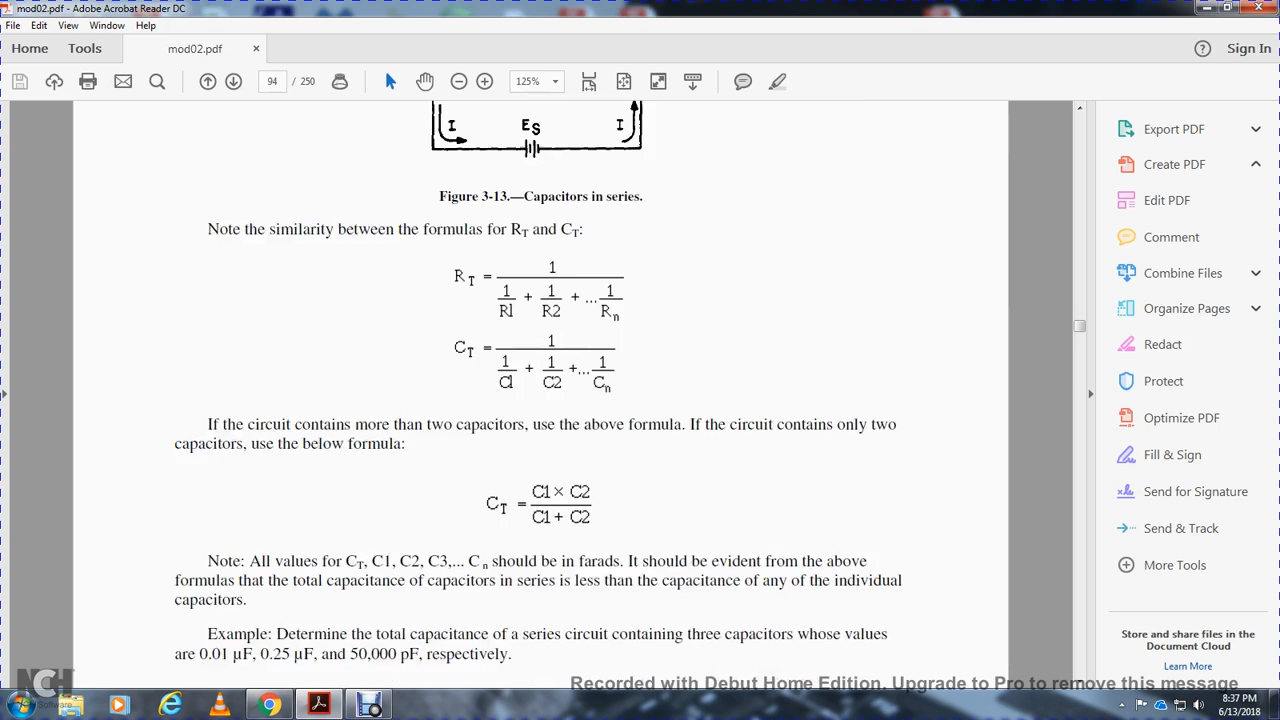 mod02.pdf - Adobe Acrobat Reader DC
File Edit View Window Help
Home Tools mod02.pdf × Sign In
94 / 250 125%
I E_S I
Figure 3-13.—Capacitors in series.
Note the similarity between the formulas for R_T and C_T:
R_T = 1 / (1/R1 + 1/R2 + ...1/R_n)
C_T = 1 / (1/C1 + 1/C2 +...1/C_n)
If the circuit contains more than two capacitors, use the above formula. If the circuit contains only two
capacitors, use the below formula:
C_T = C1 × C2 / C1 + C2
Note: All values for C_T, C1, C2, C3,... C_n should be in farads. It should be evident from the above
formulas that the total capacitance of capacitors in series is less than the capacitance of any of the individual
capacitors.
Example: Determine the total capacitance of a series circuit containing three capacitors whose values
are 0.01 µF, 0.25 µF, and 50,000 pF, respectively.
Export PDF
Create PDF
Edit PDF
Comment
Combine Files
Organize Pages
Redact
Protect
Optimize PDF
Fill & Sign
Send for Signature
Send & Track
More Tools
Store and share files in the
Document Cloud
Learn More
NCH Software
Recorded with Debut Home Edition. Upgrade to Pro to remove this message
8:37 PM
6/13/2018